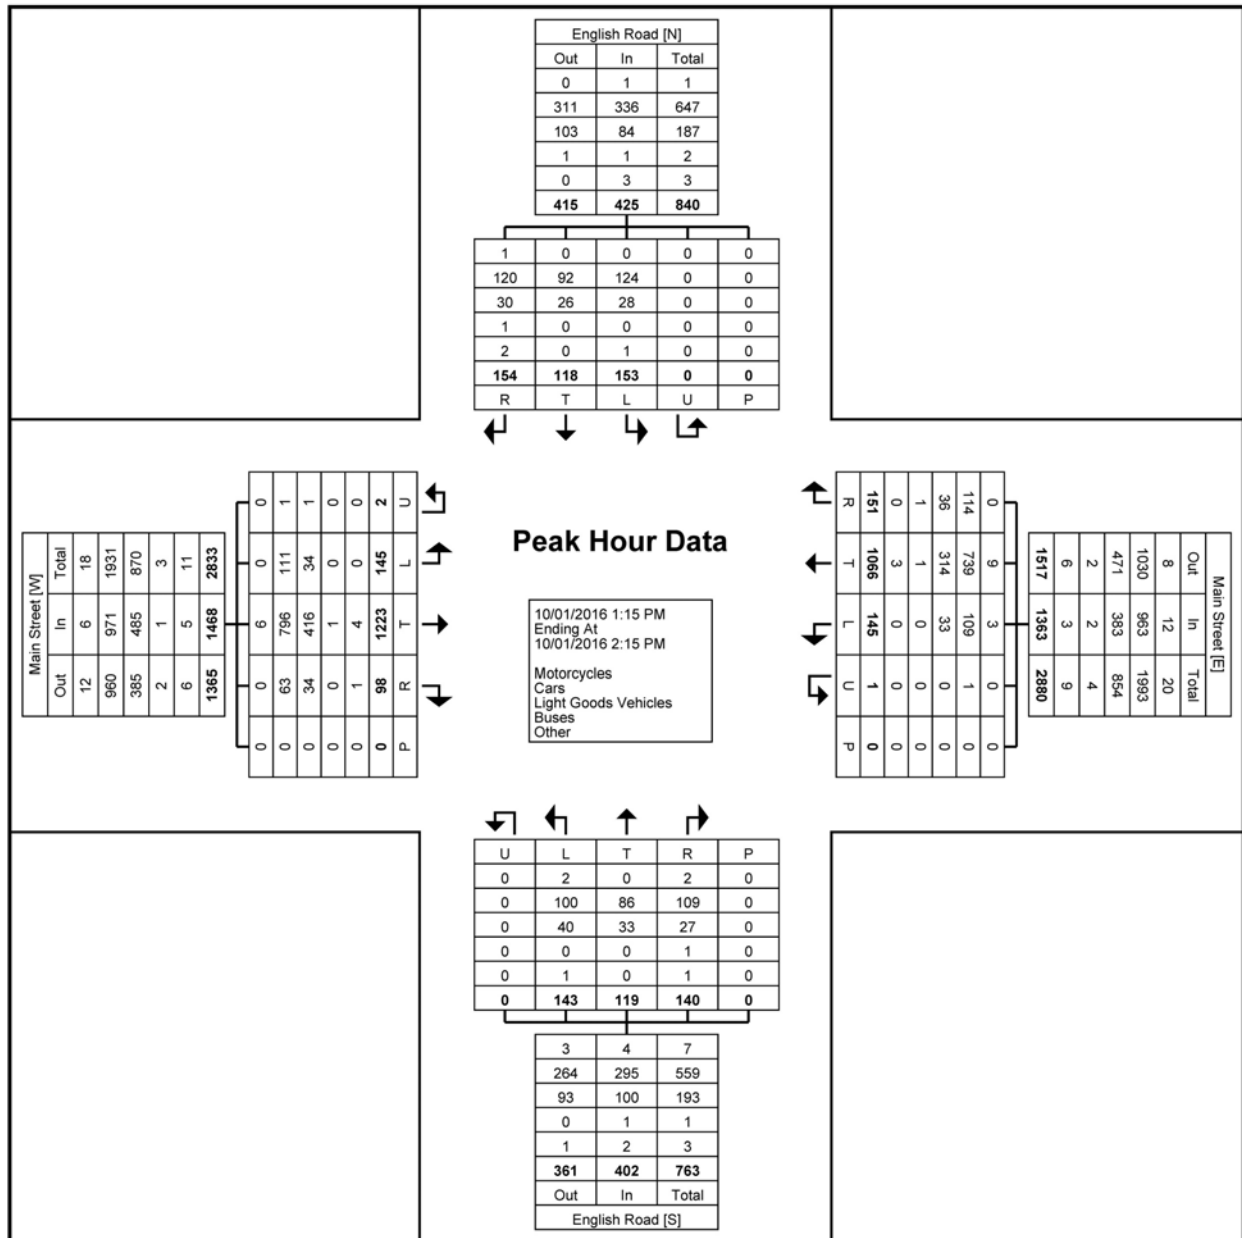 English Road [N]
Out In Total
0 1 1
311 336 647
103 84 187
1 1 2
0 3 3
415 425 840
1 0 0 0 0
120 92 124 0 0
30 26 28 0 0
1 0 0 0 0
2 0 1 0 0
154 118 153 0 0
R T L U P
Main Street [W]
Total 18 1931 870 3 11 2833
In 6 971 485 1 5 1468
Out 12 960 385 2 6 1365
0 1 1 0 0 2 U
0 111 34 0 0 145 L
6 796 416 1 4 1223 T
0 63 34 0 1 98 R
0 0 0 0 0 0 P
Peak Hour Data
10/01/2016 1:15 PM
Ending At
10/01/2016 2:15 PM
Motorcycles
Cars
Light Goods Vehicles
Buses
Other
R 151 0 1 36 114 0
T 1066 3 1 314 739 9
L 145 0 0 33 109 3
U 1 0 0 0 1 0
P 0 0 0 0 0 0
1517 6 2 471 1030 8 Out
1363 3 2 383 963 12 In
2880 9 4 854 1993 20 Total
Main Street [E]
U L T R P
0 2 0 2 0
0 100 86 109 0
0 40 33 27 0
0 0 0 1 0
0 1 0 1 0
0 143 119 140 0
3 4 7
264 295 559
93 100 193
0 1 1
1 2 3
361 402 763
Out In Total
English Road [S]